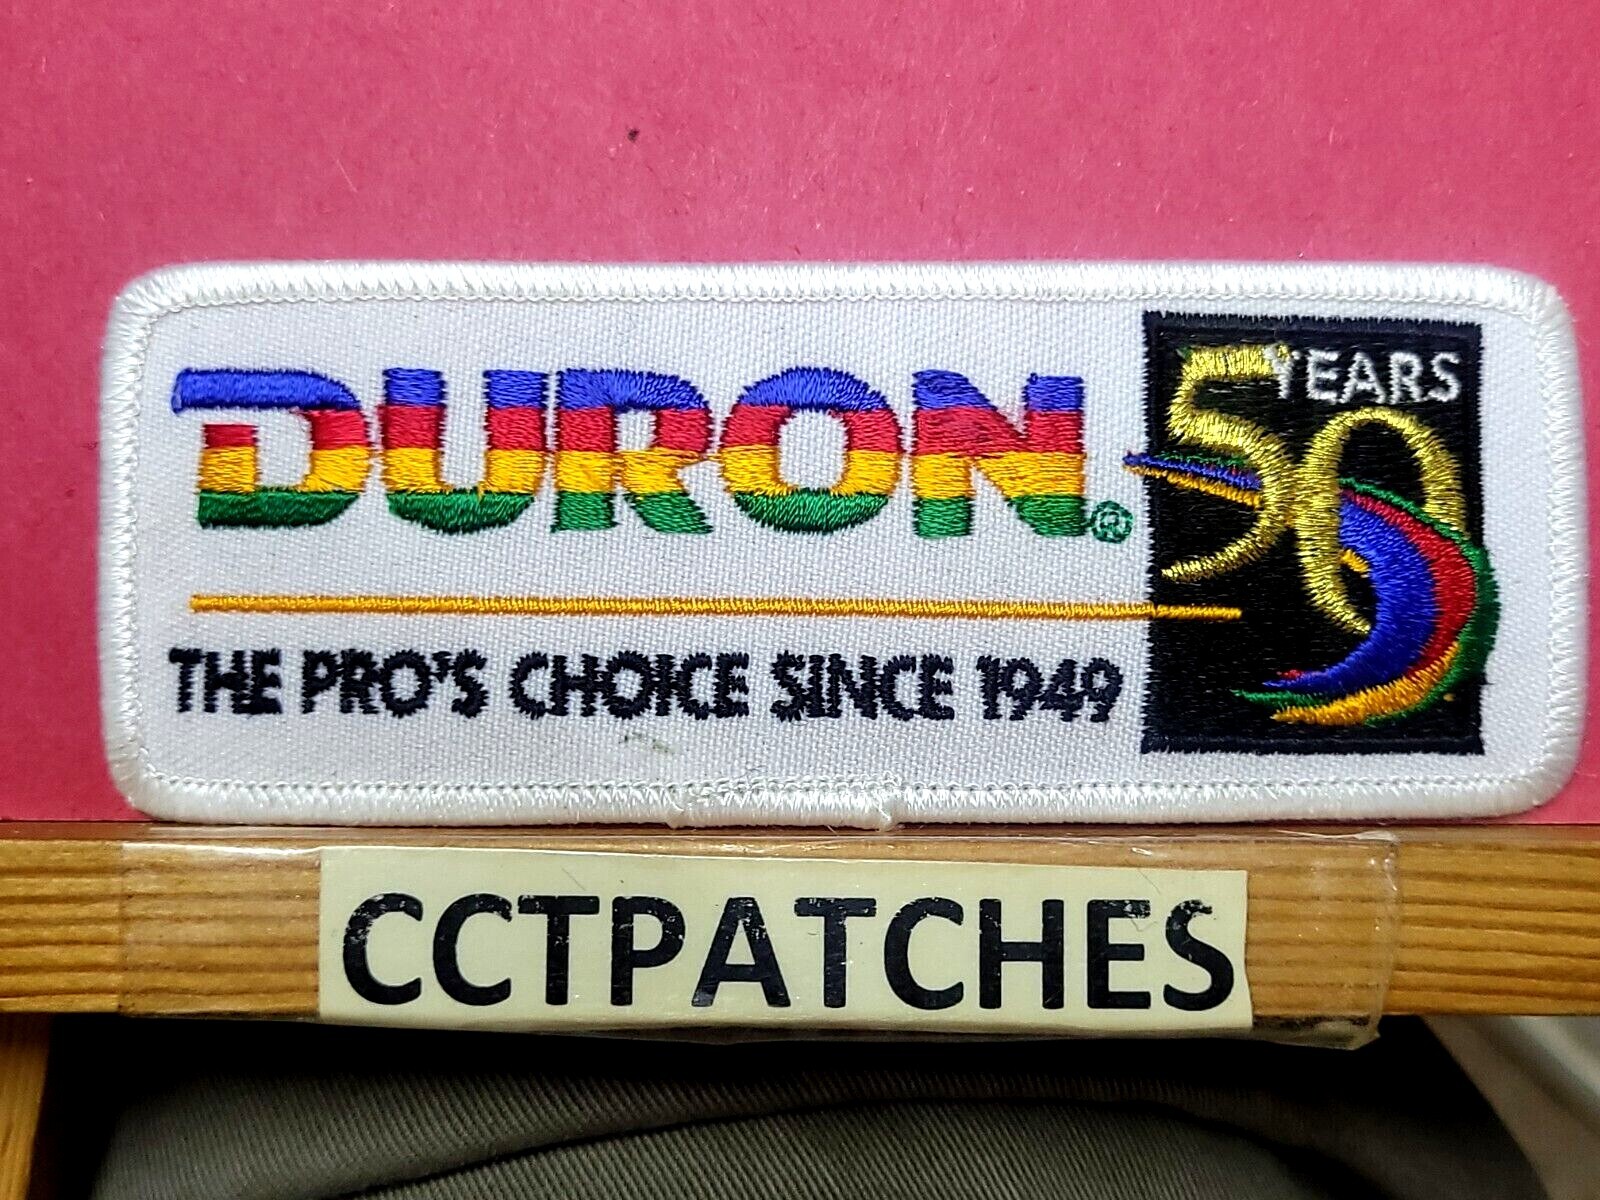 DURON®
50 YEARS
THE PRO'S CHOICE SINCE 1949
CCTPATCHES